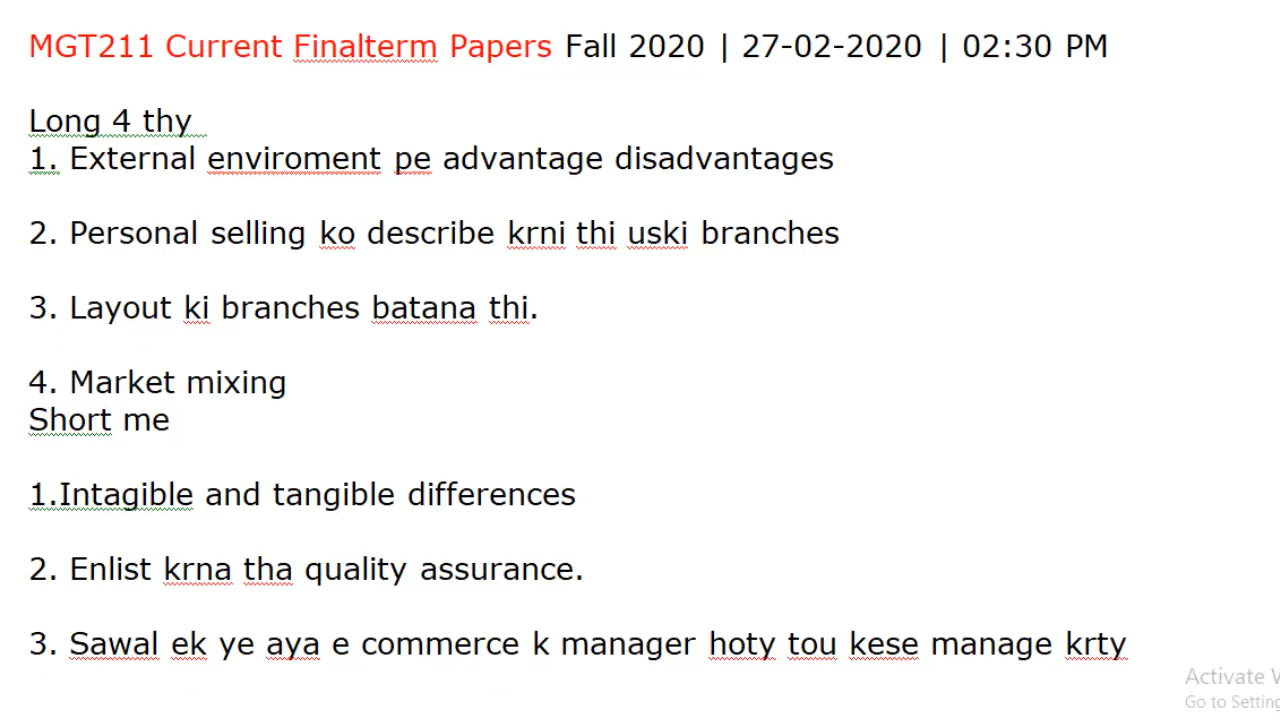 MGT211 Current Finalterm Papers Fall 2020 | 27-02-2020 | 02:30 PM
Long 4 thy
1. External enviroment pe advantage disadvantages
2. Personal selling ko describe krni thi uski branches
3. Layout ki branches batana thi.
4. Market mixing
Short me
1.Intagible and tangible differences
2. Enlist krna tha quality assurance.
3. Sawal ek ye aya e commerce k manager hoty tou kese manage krty
Activate
Go to Setting